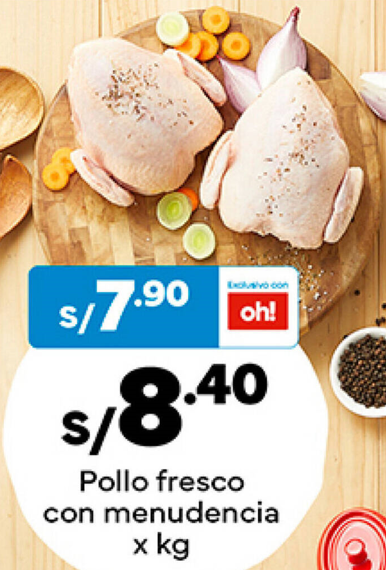 s/7.90
Exclusivo con
oh!
s/8.40
Pollo fresco
con menudencia
x kg